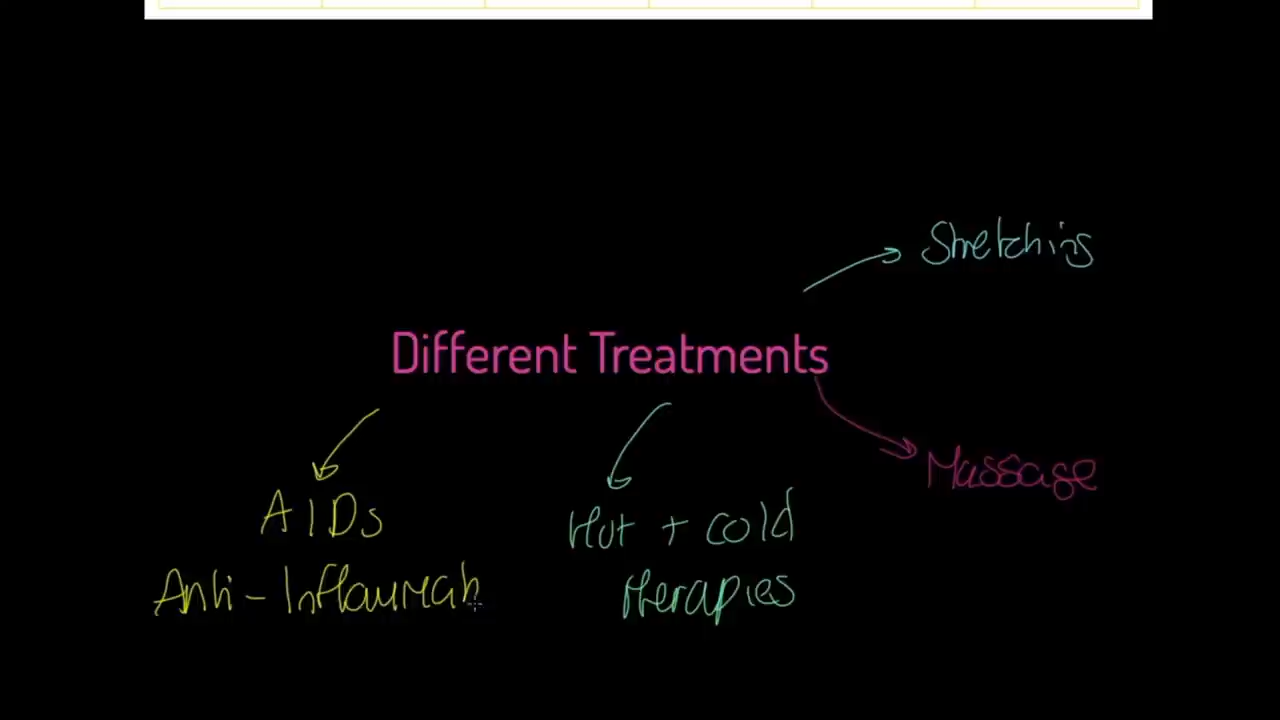 Stretching
Different Treatments
Massage
AIDs
Hot + cold
Anti-Inflammat
therapies